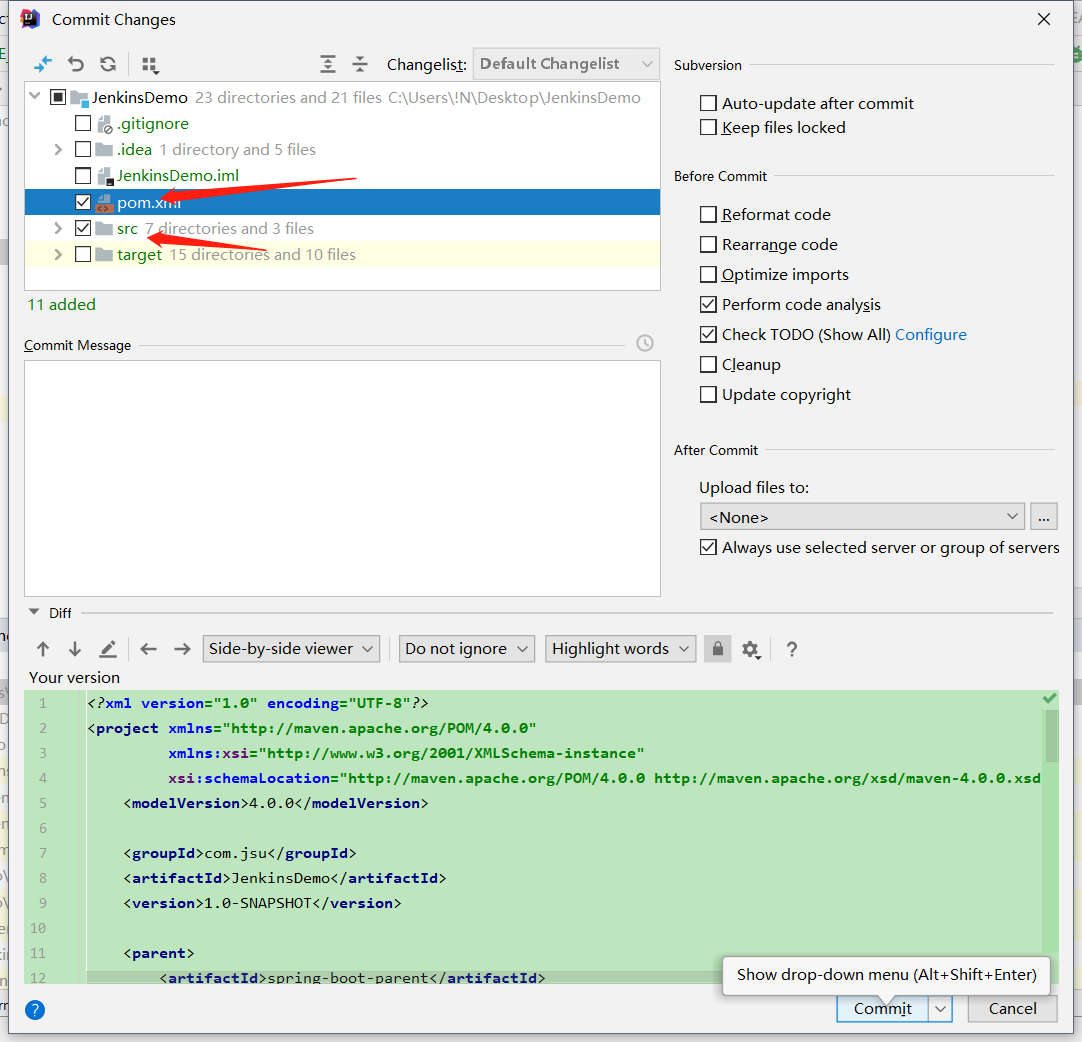 Commit Changes
Changelist: Default Changelist
JenkinsDemo 23 directories and 21 files C:\Users\!N\Desktop\JenkinsDemo
.gitignore
.idea 1 directory and 5 files
JenkinsDemo.iml
pom.xml
src 7 directories and 3 files
target 15 directories and 10 files
11 added
Commit Message
Subversion
Auto-update after commit
Keep files locked
Before Commit
Reformat code
Rearrange code
Optimize imports
Perform code analysis
Check TODO (Show All) Configure
Cleanup
Update copyright
After Commit
Upload files to:
<None>
...
Always use selected server or group of servers
Diff
Side-by-side viewer Do not ignore Highlight words ?
Your version
1 <?xml version="1.0" encoding="UTF-8"?>
2 <project xmlns="http://maven.apache.org/POM/4.0.0"
3 xmlns:xsi="http://www.w3.org/2001/XMLSchema-instance"
4 xsi:schemaLocation="http://maven.apache.org/POM/4.0.0 http://maven.apache.org/xsd/maven-4.0.0.xsd
5 <modelVersion>4.0.0</modelVersion>
6
7 <groupId>com.jsu</groupId>
8 <artifactId>JenkinsDemo</artifactId>
9 <version>1.0-SNAPSHOT</version>
10
11 <parent>
12 <artifactId>spring-boot-parent</artifactId>
Show drop-down menu (Alt+Shift+Enter)
? Commit Cancel